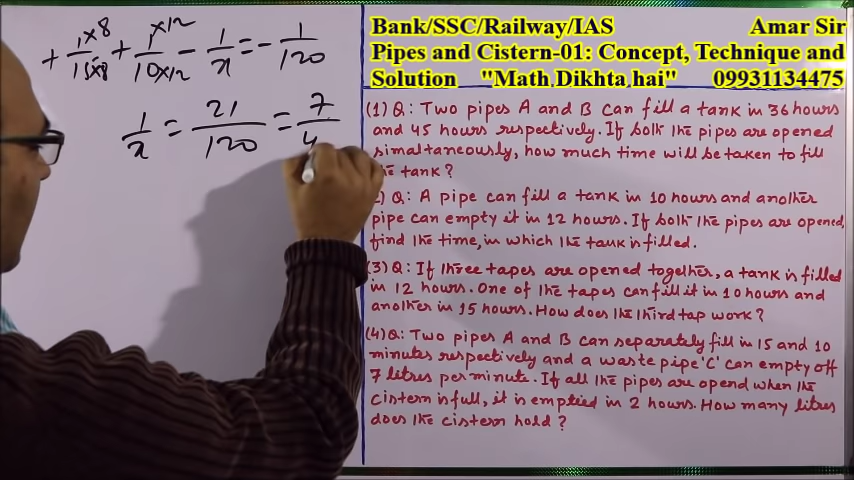 + 1×8/15×8 + 1×12/10×12 - 1/x = - 1/120
1/x = 21/120 = 7/4
Bank/SSC/Railway/IAS Amar Sir
Pipes and Cistern-01: Concept, Technique and
Solution "Math Dikhta hai" 09931134475
(1) Q: Two pipes A and B can fill a tank in 36 hours
and 45 hours respectively. If both the pipes are opened
simaltaneously, how much time will be taken to fill
the tank?
2) Q: A pipe can fill a tank in 10 hours and another
pipe can empty it in 12 hours. If both the pipes are opened,
find the time, in which the tank is filled.
(3) Q: If three tapes are opened together, a tank is filled
in 12 hours. One of the tapes can fill it in 10 hours and
another in 15 hours. How does the third tap work?
(4) Q: Two pipes A and B can separately fill in 15 and 10
minutes respectively and a waste pipe 'C' can empty off
7 litres per minute. If all the pipes are opend when the
cistern is full, it is emptied in 2 hours. How many litres
does the cistern hold?